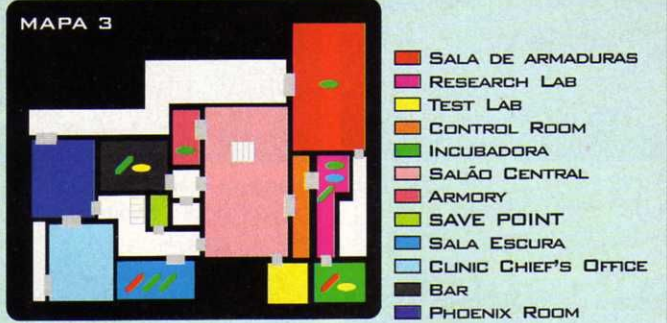 MAPA 3
SALA DE ARMADURAS
RESEARCH LAB
TEST LAB
CONTROL ROOM
INCUBADORA
SALÃO CENTRAL
ARMORY
SAVE POINT
SALA ESCURA
CLINIC CHIEF'S OFFICE
BAR
PHOENIX ROOM